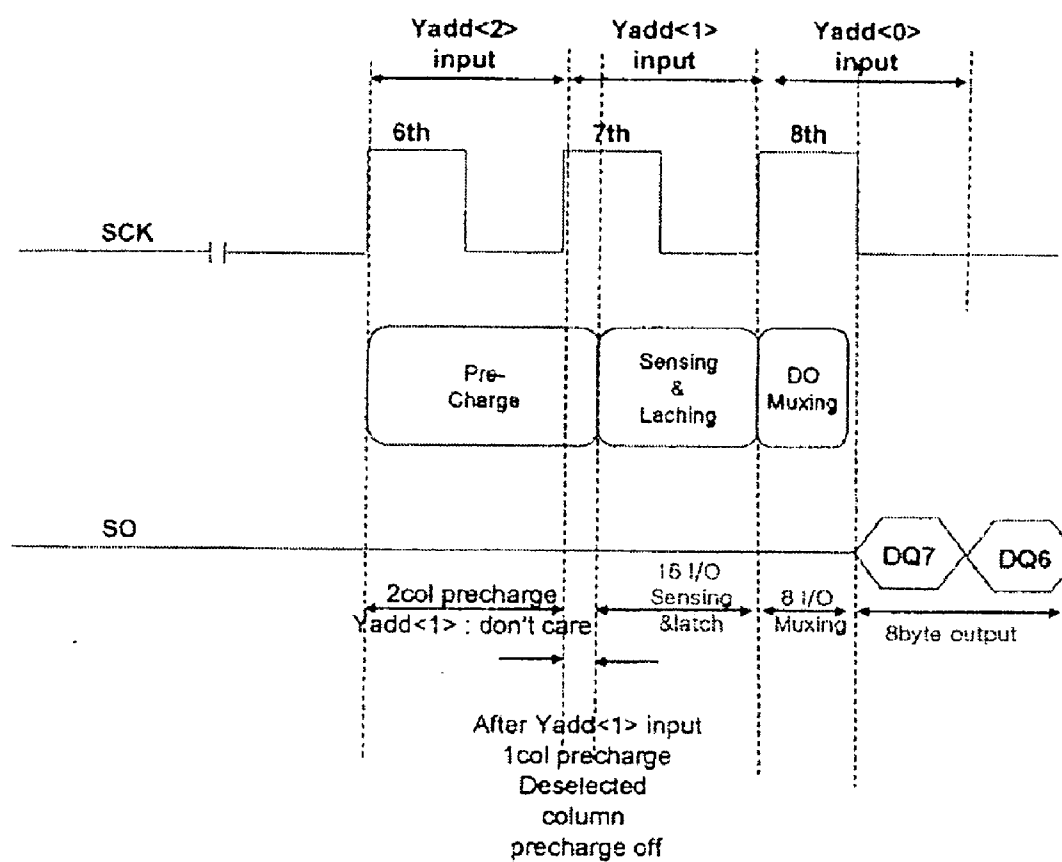 Yadd<2>
input
Yadd<1>
input
Yadd<0>
input
6th
7th
8th
SCK
Pre-
Charge
Sensing
&
Laching
DO
Muxing
SO
DQ7
DQ6
2col precharge
Yadd<1> : don't care
16 I/O
Sensing
&latch
8 I/O
Muxing
8byte output
After Yadd<1> input
1col precharge
Deselected
column
precharge off